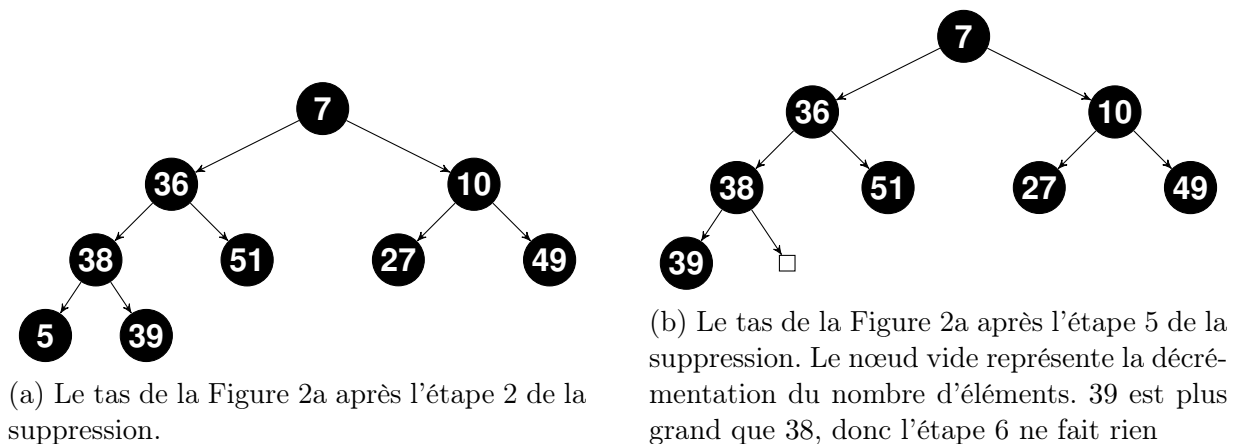 7
36 10
38 51 27 49
5 39
(a) Le tas de la Figure 2a après l'étape 2 de la
suppression.
7
36 10
38 51 27 49
39
(b) Le tas de la Figure 2a après l'étape 5 de la
suppression. Le nœud vide représente la décré-
mentation du nombre d'éléments. 39 est plus
grand que 38, donc l'étape 6 ne fait rien